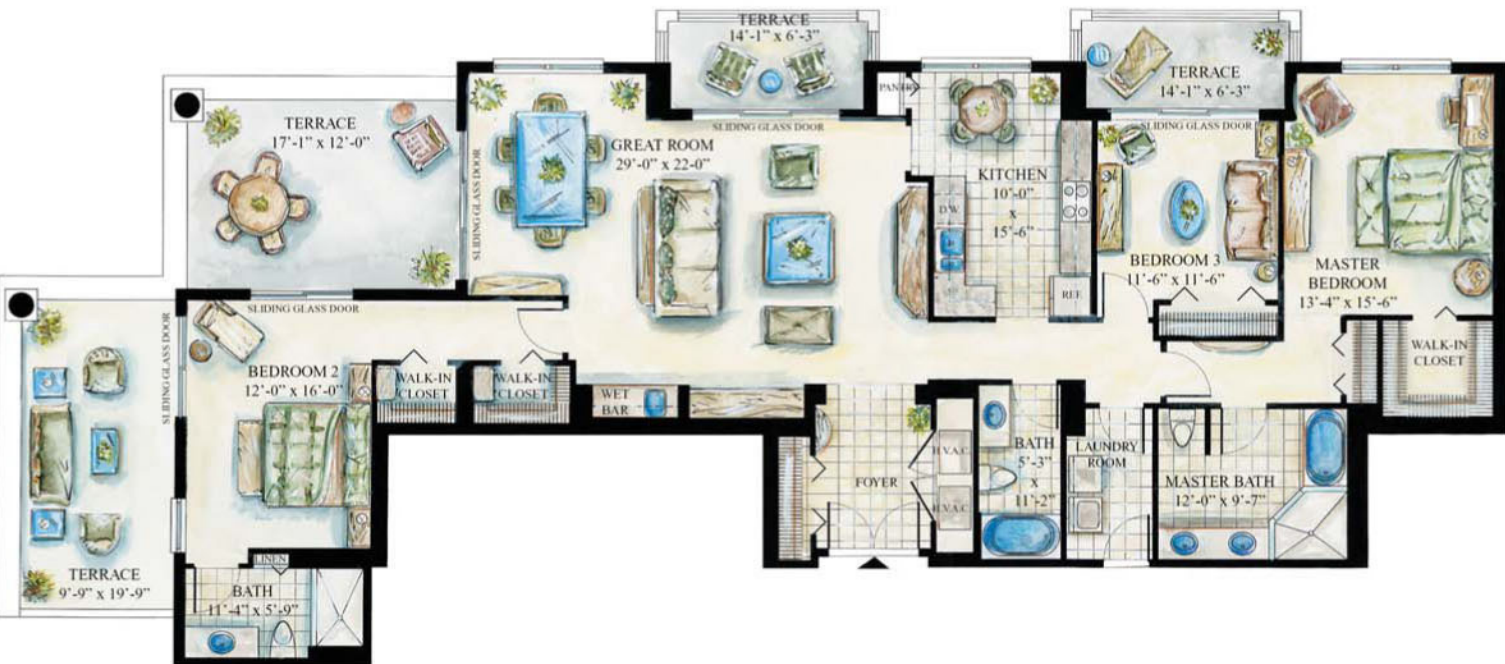 TERRACE
14'-1" x 6'-3"
TERRACE
14'-1" x 6'-3"
PANTRY
SLIDING GLASS DOOR
SLIDING GLASS DOOR
TERRACE
17'-1" x 12'-0"
SLIDING GLASS DOOR
GREAT ROOM
29'-0" x 22'-0"
KITCHEN
10'-0"
x
15'-6"
D.W.
REF.
BEDROOM 3
11'-6" x 11'-6"
MASTER
BEDROOM
13'-4" x 15'-6"
WALK-IN
CLOSET
SLIDING GLASS DOOR
SLIDING GLASS DOOR
BEDROOM 2
12'-0" x 16'-0"
WALK-IN
CLOSET
WALK-IN
CLOSET
WET
BAR
FOYER
H.V.A.C.
H.V.A.C.
BATH
5'-3"
x
11'-2"
LAUNDRY
ROOM
MASTER BATH
12'-0" x 9'-7"
TERRACE
9'-9" x 19'-9"
LINEN
BATH
11'-4" x 5'-9"